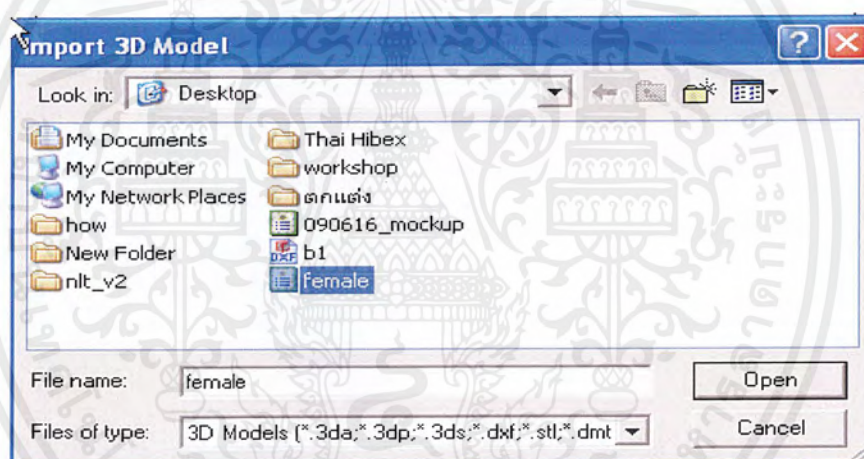 Import 3D Model
Look in: Desktop
My Documents
My Computer
My Network Places
how
New Folder
nlt_v2
Thai Hibex
workshop
ตกแต่ง
090616_mockup
b1
female
File name: female
Open
Files of type: 3D Models (*.3da;*.3dp;*.3ds;*.dxf;*.stl;*.dmt
Cancel